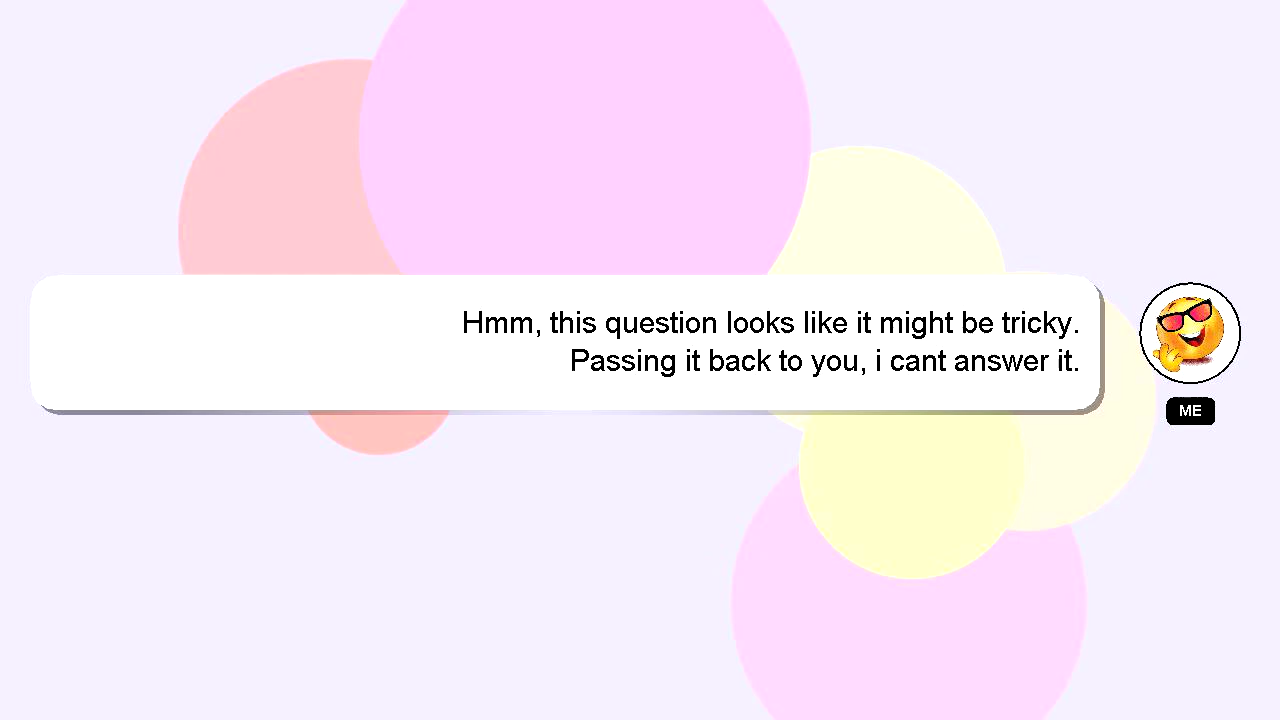 Hmm, this question looks like it might be tricky.
Passing it back to you, i cant answer it.
ME